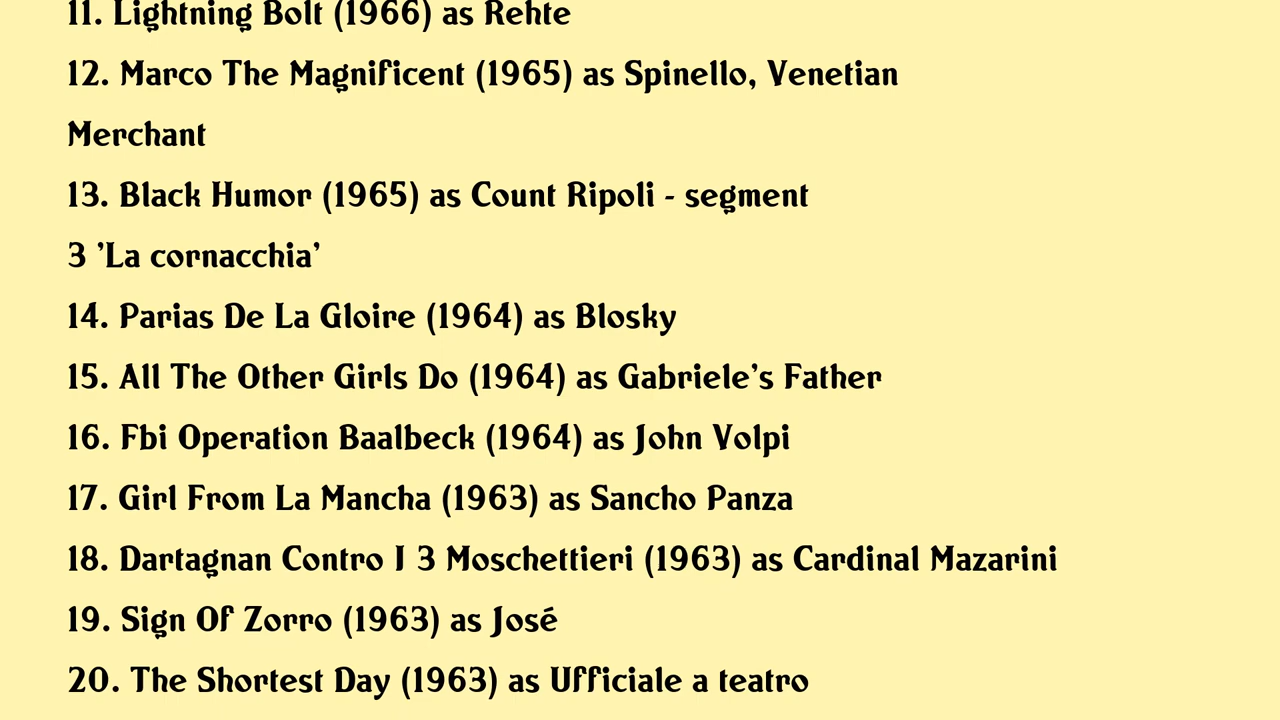 11. Lightning Bolt (1966) as Rehte
12. Marco The Magnificent (1965) as Spinello, Venetian
Merchant
13. Black Humor (1965) as Count Ripoli - segment
3 'La cornacchia'
14. Parias De La Gloire (1964) as Blosky
15. All The Other Girls Do (1964) as Gabriele's Father
16. Fbi Operation Baalbeck (1964) as John Volpi
17. Girl From La Mancha (1963) as Sancho Panza
18. Dartagnan Contro I 3 Moschettieri (1963) as Cardinal Mazarini
19. Sign Of Zorro (1963) as José
20. The Shortest Day (1963) as Ufficiale a teatro